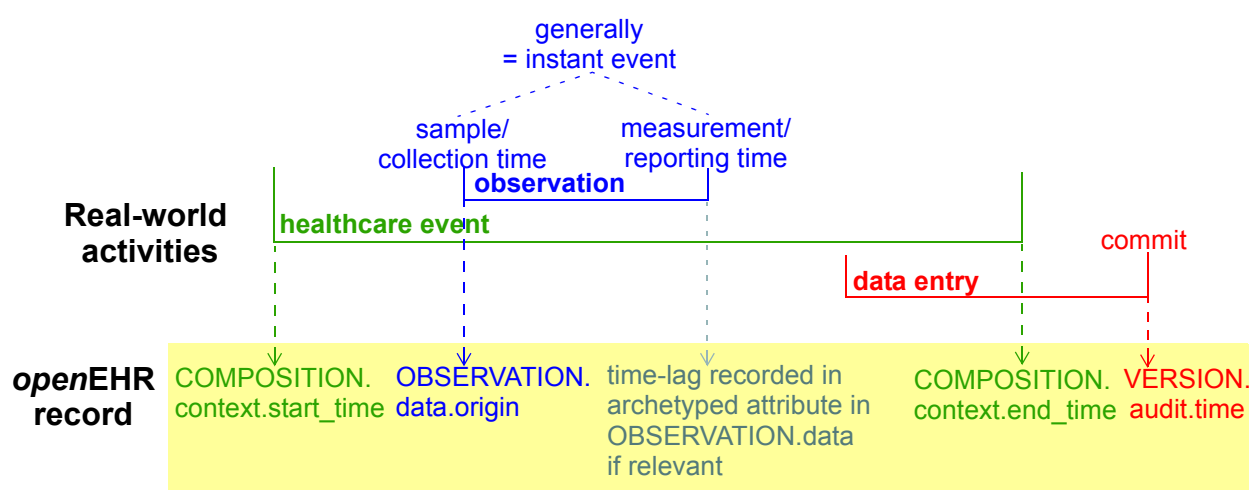 generally
= instant event
sample/
collection time
measurement/
reporting time
observation
Real-world
activities
healthcare event
commit
data entry
openEHR
record
COMPOSITION.
context.start_time
OBSERVATION.
data.origin
time-lag recorded in
archetyped attribute in
OBSERVATION.data
if relevant
COMPOSITION.
context.end_time
VERSION.
audit.time